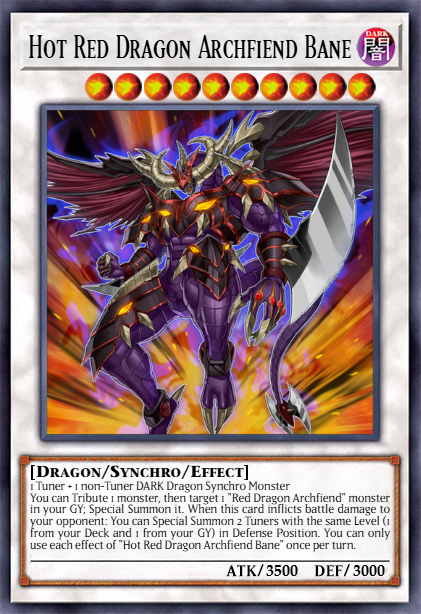 Hot Red Dragon Archfiend Bane
DARK
闇
[Dragon/Synchro/Effect]
1 Tuner + 1 non-Tuner DARK Dragon Synchro Monster
You can Tribute 1 monster, then target 1 "Red Dragon Archfiend" monster
in your GY; Special Summon it. When this card inflicts battle damage to
your opponent: You can Special Summon 2 Tuners with the same Level (1
from your Deck and 1 from your GY) in Defense Position. You can only
use each effect of "Hot Red Dragon Archfiend Bane" once per turn.
ATK/3500 DEF/3000